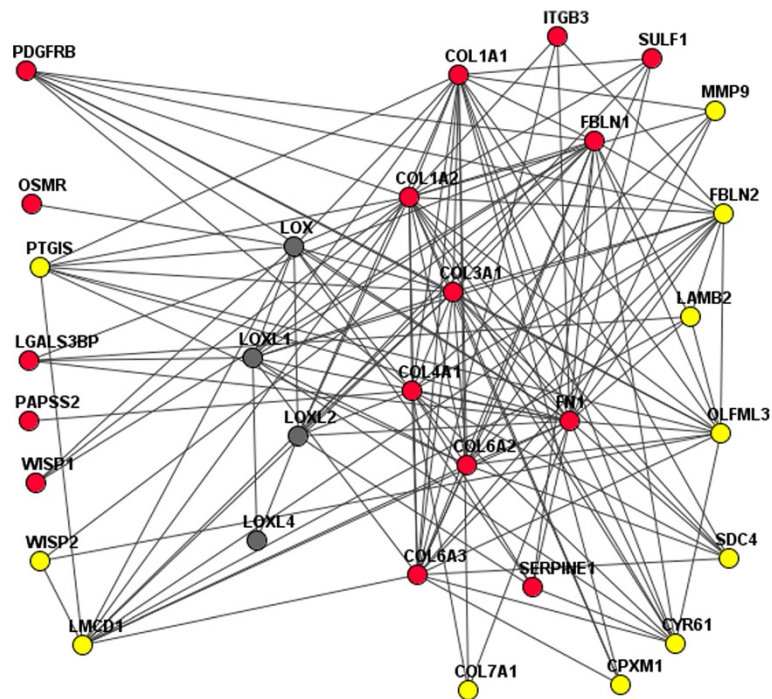 ITGB3
SULF1
PDGFRB
COL1A1
MMP9
FBLN1
COL1A2
OSMR
FBLN2
LOX
PTGIS
COL3A1
LAMB2
LOXL1
LGALS3BP
COL4A1
PAPSS2
FN1
LOXL2
OLFML3
COL6A2
WISP1
LOXL4
WISP2
SDC4
COL6A3
SERPINE1
LMCD1
CYR61
COL7A1
CPXM1